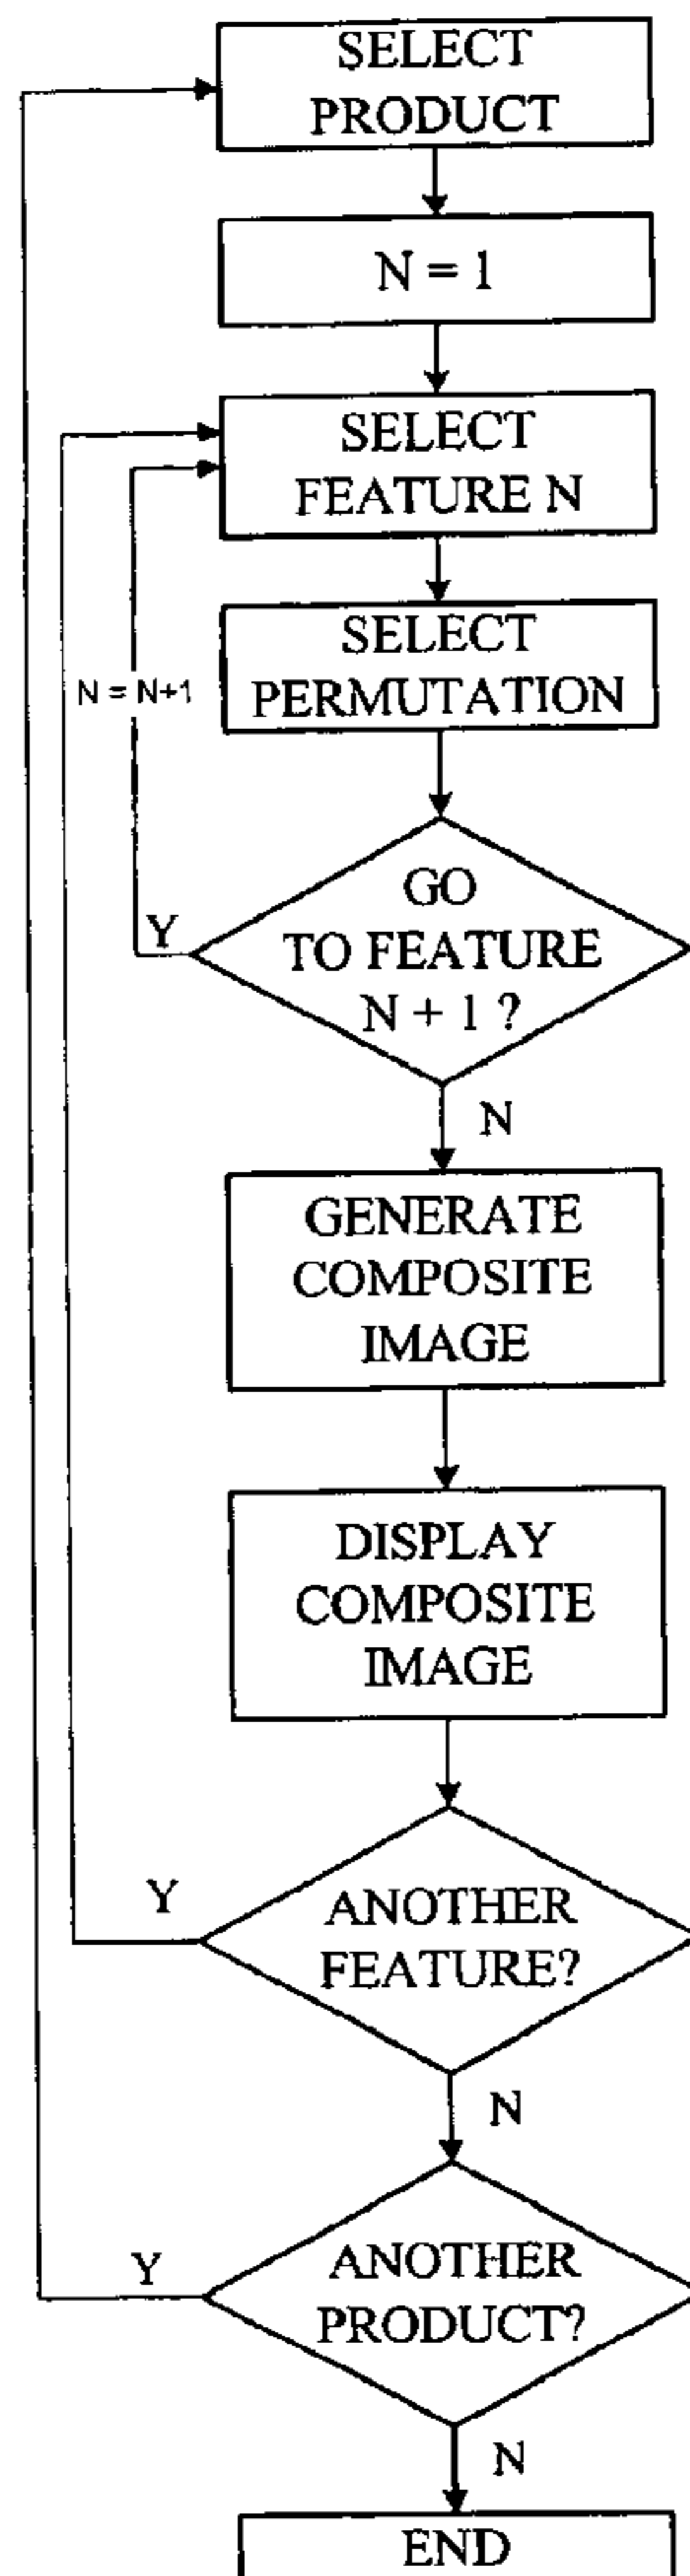 SELECT
PRODUCT
N = 1
SELECT
FEATURE N
SELECT
PERMUTATION
N = N+1
GO
TO FEATURE
N + 1 ?
Y
N
GENERATE
COMPOSITE
IMAGE
DISPLAY
COMPOSITE
IMAGE
Y
ANOTHER
FEATURE?
N
Y
ANOTHER
PRODUCT?
N
END